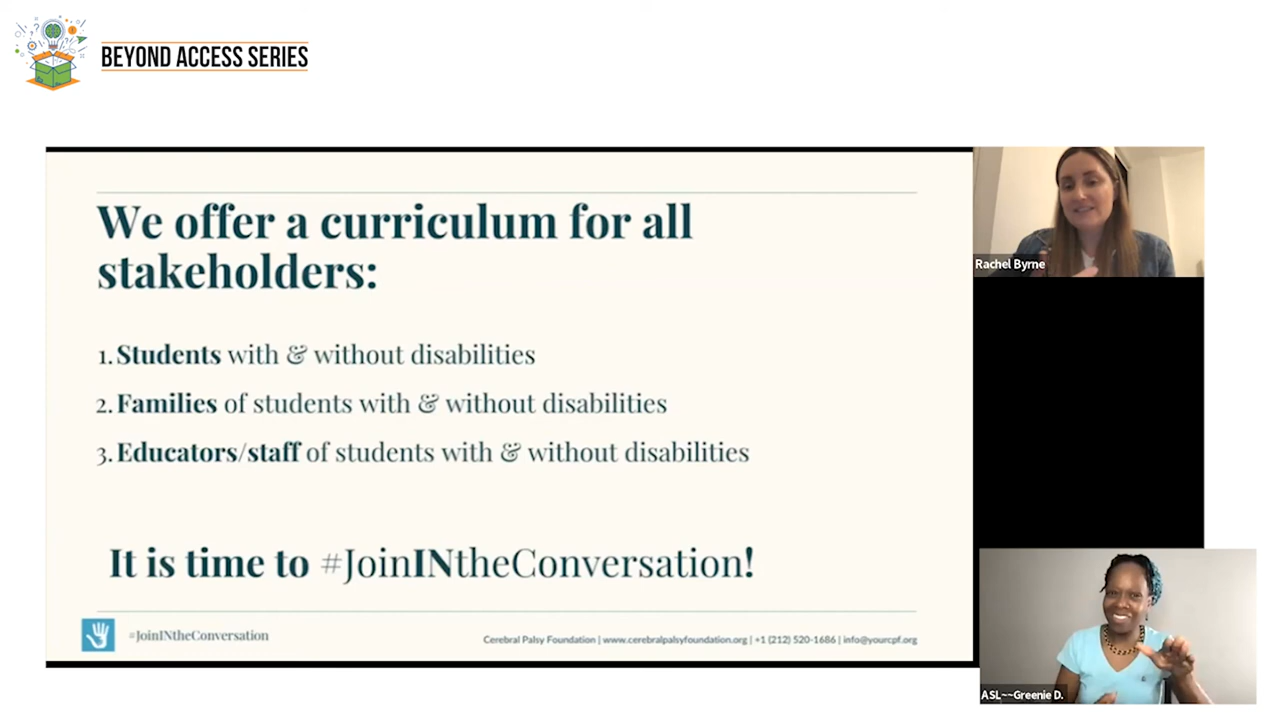 BEYOND ACCESS SERIES
We offer a curriculum for all
stakeholders:
1. Students with & without disabilities
2. Families of students with & without disabilities
3. Educators/staff of students with & without disabilities
It is time to #JoinINtheConversation!
#JoinINtheConversation
Cerebral Palsy Foundation | www.cerebralpalsyfoundation.org | +1 (212) 520-1686 | info@yourcpf.org
Rachel Byrne
ASL~~Greenie D.